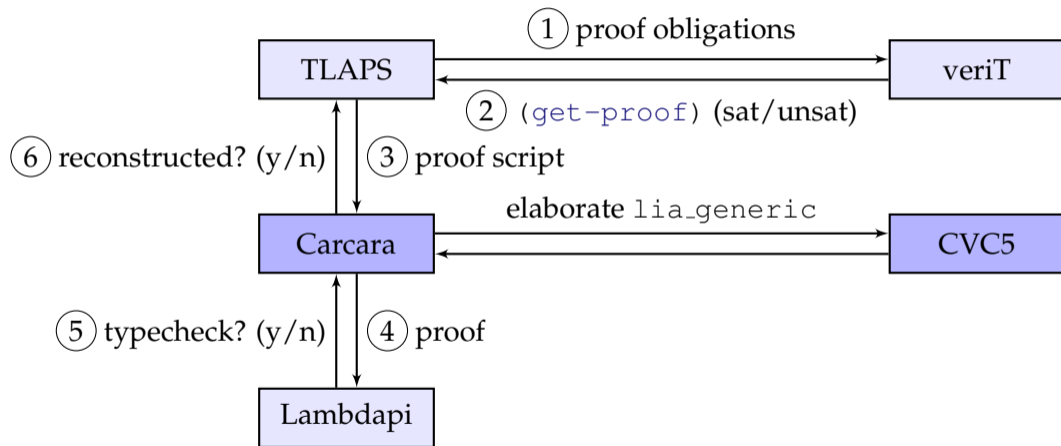 ① proof obligations
TLAPS
veriT
② (get-proof) (sat/unsat)
⑥ reconstructed? (y/n)
③ proof script
elaborate lia_generic
Carcara
CVC5
⑤ typecheck? (y/n)
④ proof
Lambdapi